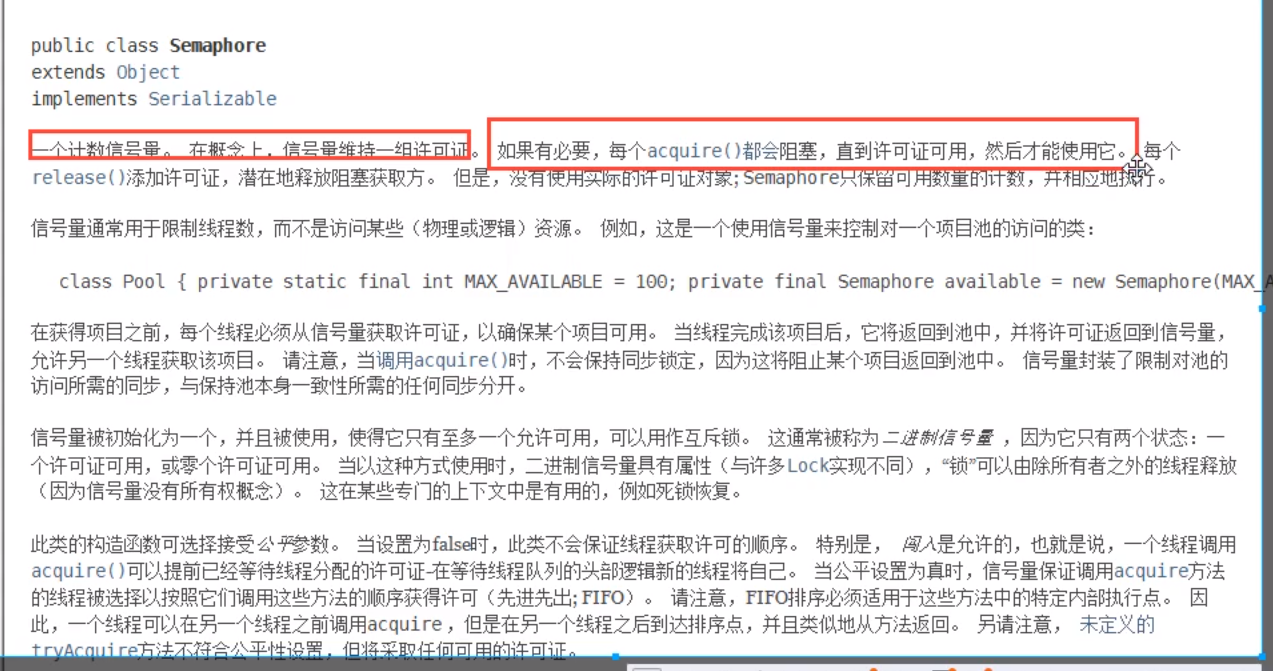 public class Semaphore
extends Object
implements Serializable
一个计数信号量。 在概念上，信号量维持一组许可证。 如果有必要，每个acquire()都会阻塞，直到许可证可用，然后才能使用它。 每个
release()添加许可证，潜在地释放阻塞获取方。 但是，没有使用实际的许可证对象; Semaphore只保留可用数量的计数，并相应地执行。
信号量通常用于限制线程数，而不是访问某些（物理或逻辑）资源。 例如，这是一个使用信号量来控制对一个项目池的访问的类：
class Pool { private static final int MAX_AVAILABLE = 100; private final Semaphore available = new Semaphore(MAX_A
在获得项目之前，每个线程必须从信号量获取许可证，以确保某个项目可用。 当线程完成该项目后，它将返回到池中，并将许可证返回到信号量，
允许另一个线程获取该项目。 请注意，当调用acquire()时，不会保持同步锁定，因为这将阻止某个项目返回到池中。 信号量封装了限制对池的
访问所需的同步，与保持池本身一致性所需的任何同步分开。
信号量被初始化为一个，并且被使用，使得它只有至多一个允许可用，可以用作互斥锁。 这通常被称为二进制信号量 ，因为它只有两个状态：一
个许可证可用，或零个许可证可用。 当以这种方式使用时，二进制信号量具有属性（与许多Lock实现不同），“锁”可以由除所有者之外的线程释放
（因为信号量没有所有权概念）。 这在某些专门的上下文中是有用的，例如死锁恢复。
此类的构造函数可选择接受公平参数。 当设置为false时，此类不会保证线程获取许可的顺序。 特别是， 闯入是允许的，也就是说，一个线程调用
acquire()可以提前已经等待线程分配的许可证-在等待线程队列的头部逻辑新的线程将自己。 当公平设置为真时，信号量保证调用acquire方法
的线程被选择以按照它们调用这些方法的顺序获得许可（先进先出; FIFO）。 请注意，FIFO排序必须适用于这些方法中的特定内部执行点。 因
此，一个线程可以在另一个线程之前调用acquire ，但是在另一个线程之后到达排序点，并且类似地从方法返回。 另请注意， 未定义的
tryAcquire方法不符合公平性设置，但将采取任何可用的许可证。